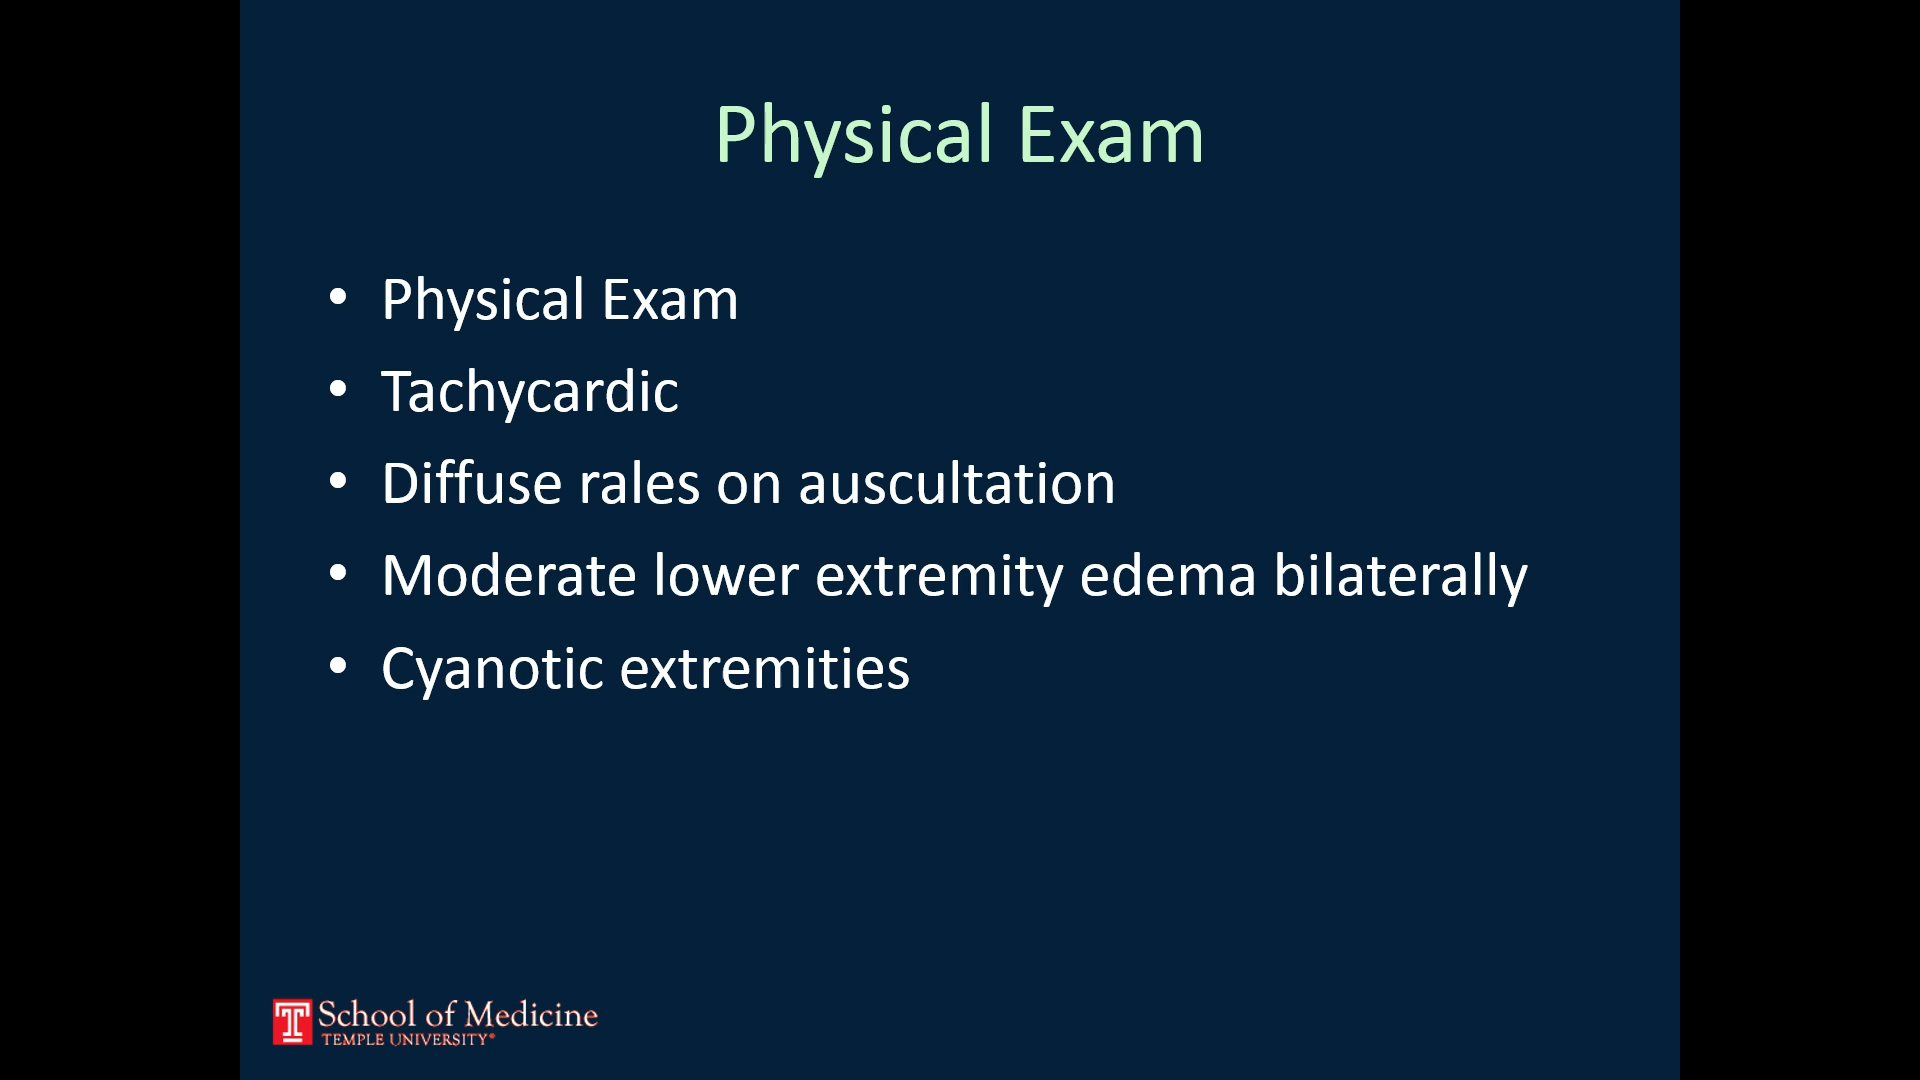 Physical Exam
• Physical Exam
• Tachycardic
• Diffuse rales on auscultation
• Moderate lower extremity edema bilaterally
• Cyanotic extremities
T School of Medicine
TEMPLE UNIVERSITY®